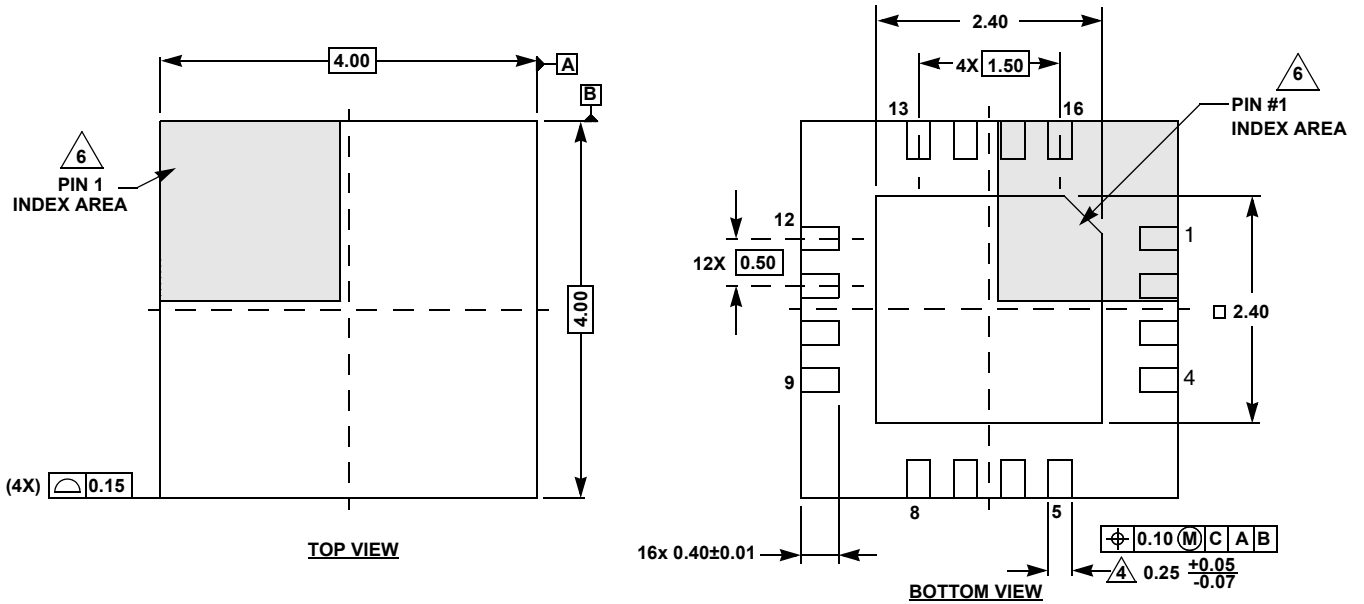 4.00
A
B
6
PIN 1
INDEX AREA
4.00
(4X) 0.15
TOP VIEW
2.40
4X 1.50
6
PIN #1
INDEX AREA
13
16
12
1
12X 0.50
2.40
9
4
8
5
16x 0.40±0.01
0.10 M C A B
4 0.25 +0.05
-0.07
BOTTOM VIEW